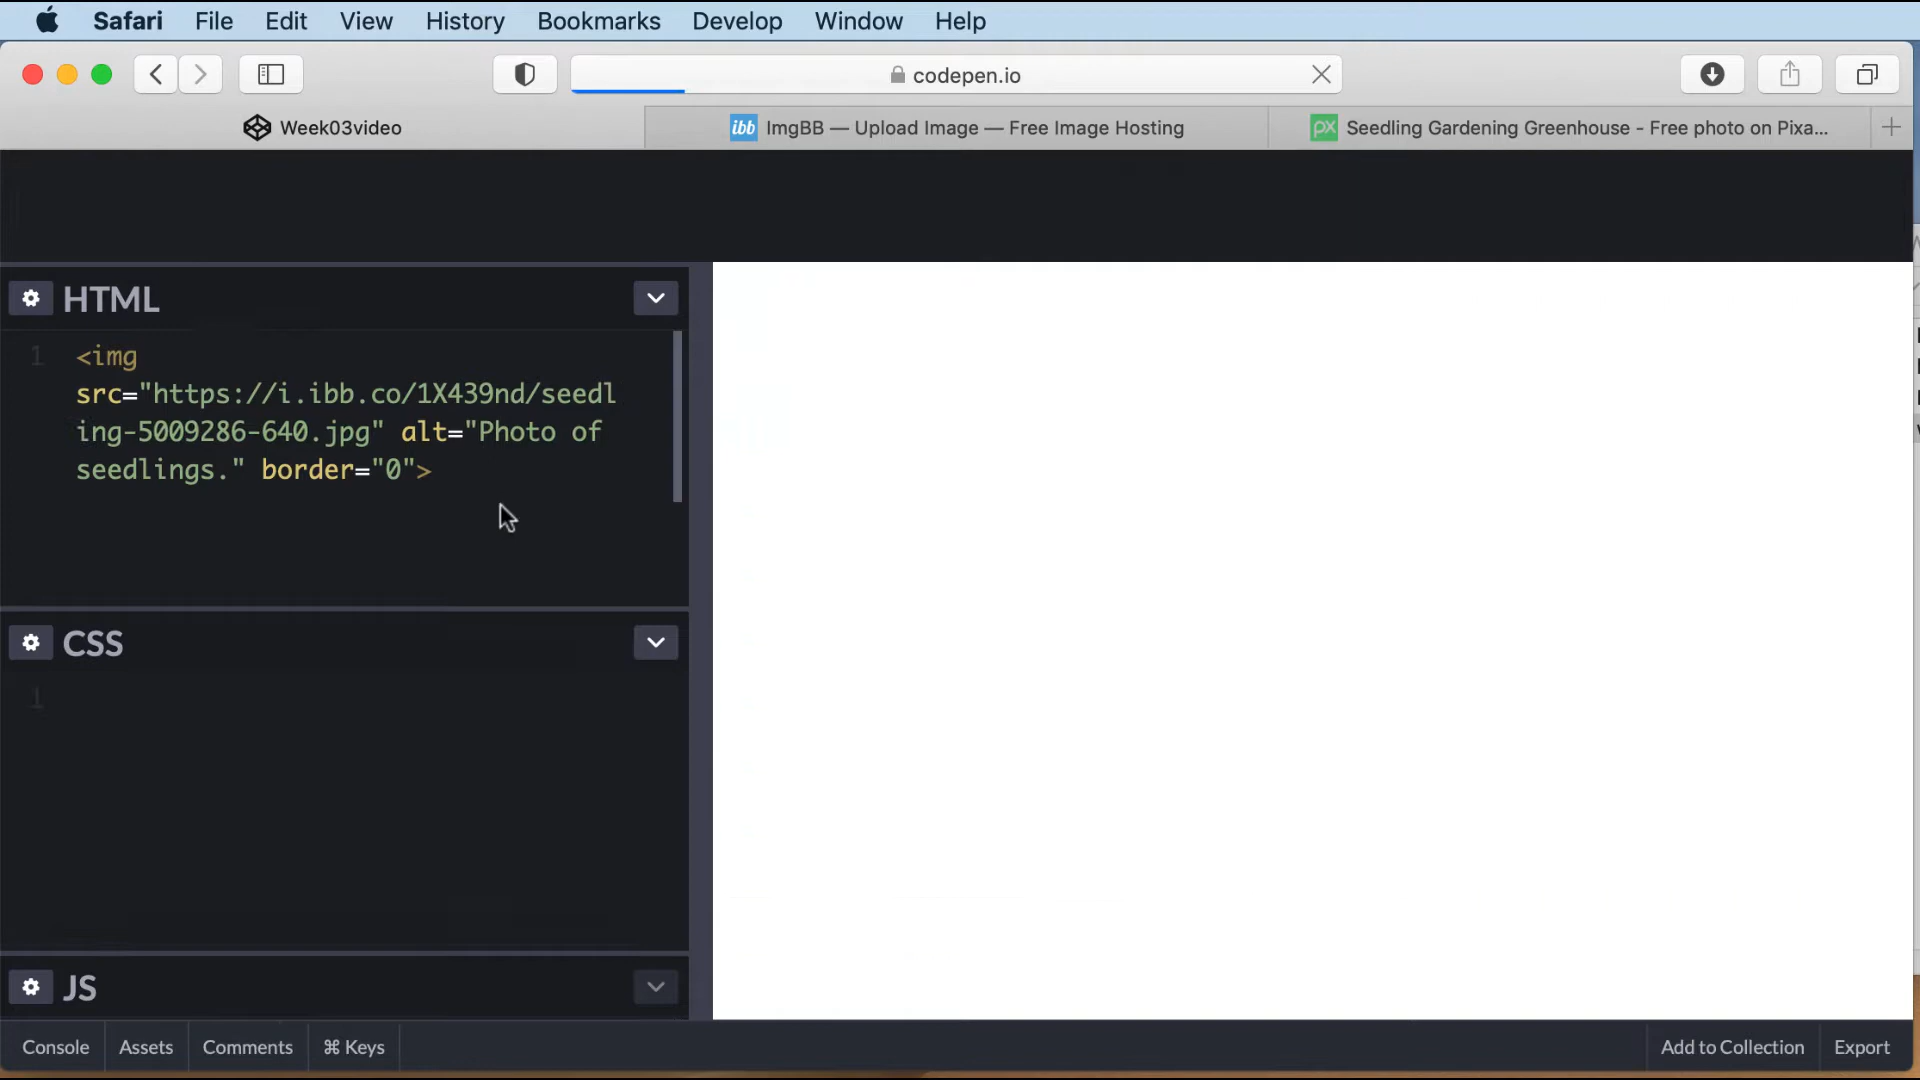 Safari File Edit View History Bookmarks Develop Window Help
codepen.io
Week03video
ibb ImgBB — Upload Image — Free Image Hosting
px Seedling Gardening Greenhouse - Free photo on Pixa...
HTML
1 <img
src="https://i.ibb.co/1X439nd/seedl
ing-5009286-640.jpg" alt="Photo of
seedlings." border="0">
CSS
1
JS
Console Assets Comments ⌘ Keys Add to Collection Export